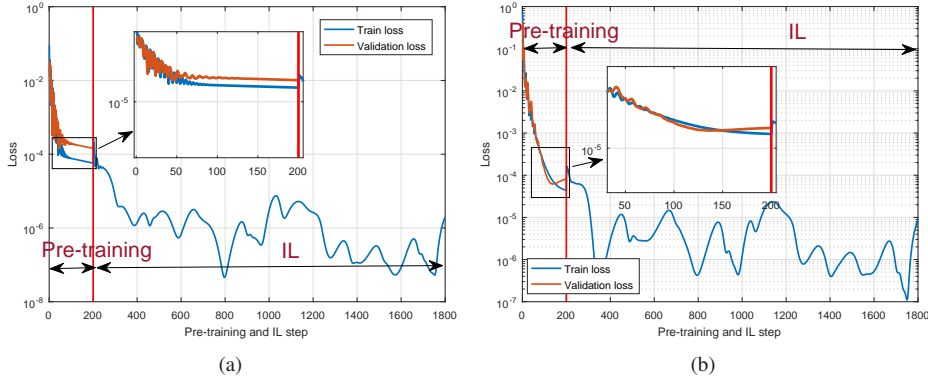 10^0
10^-2
10^-4
10^-6
10^-8
Loss
Pre-training
IL
Train loss
Validation loss
10^-5
0 50 100 150 200
Pre-training
IL
0 200 400 600 800 1000 1200 1400 1600 1800
Pre-training and IL step
(a)
10^0
10^-1
10^-2
10^-3
10^-4
10^-5
10^-6
10^-7
Loss
Pre-training
IL
10^-5
50 100 150 200
Train loss
Validation loss
0 200 400 600 800 1000 1200 1400 1600 1800
Pre-training and IL step
(b)